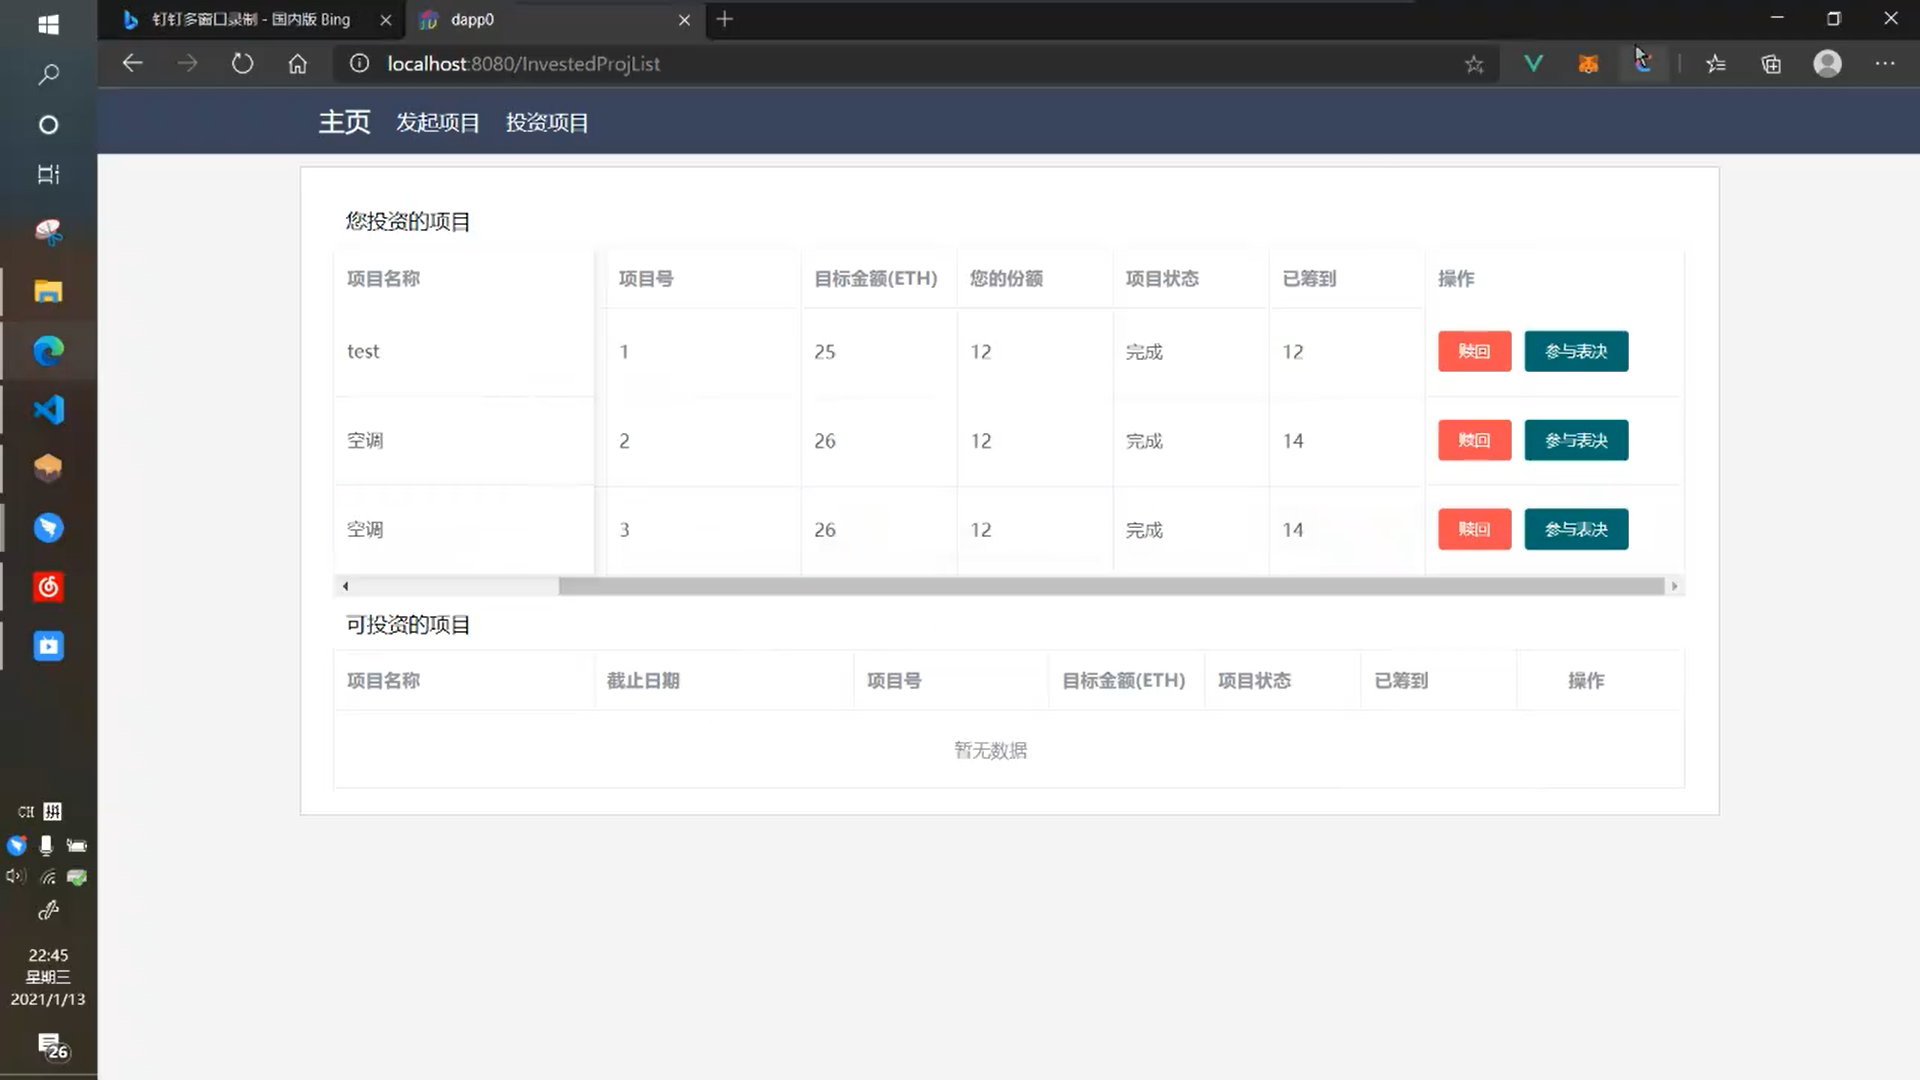 钉钉多窗口录制 - 国内版 Bing
dapp0
localhost:8080/InvestedProjList
主页 发起项目 投资项目
您投资的项目
项目名称 项目号 目标金额(ETH) 您的份额 项目状态 已筹到 操作
test 1 25 12 完成 12 赎回 参与表决
空调 2 26 12 完成 14 赎回 参与表决
空调 3 26 12 完成 14 赎回 参与表决
可投资的项目
项目名称 截止日期 项目号 目标金额(ETH) 项目状态 已筹到 操作
暂无数据
CH 拼
22:45
星期三
2021/1/13
26